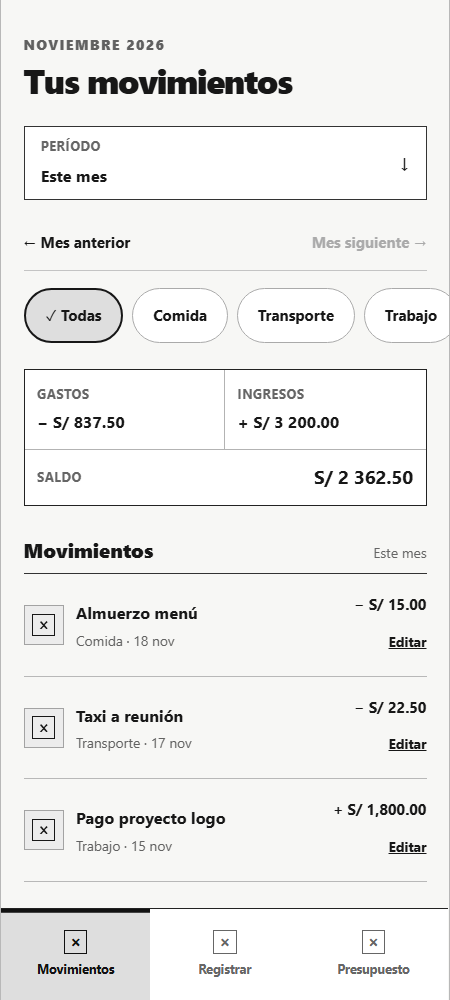 NOVIEMBRE 2026
Tus movimientos
PERÍODO
Este mes
↓
← Mes anterior
Mes siguiente →
✓ Todas
Comida
Transporte
Trabajo
GASTOS
INGRESOS
− S/ 837.50
+ S/ 3 200.00
SALDO
S/ 2 362.50
Movimientos
Este mes
Almuerzo menú
− S/ 15.00
Comida · 18 nov
Editar
Taxi a reunión
− S/ 22.50
Transporte · 17 nov
Editar
Pago proyecto logo
+ S/ 1,800.00
Trabajo · 15 nov
Editar
Movimientos
Registrar
Presupuesto